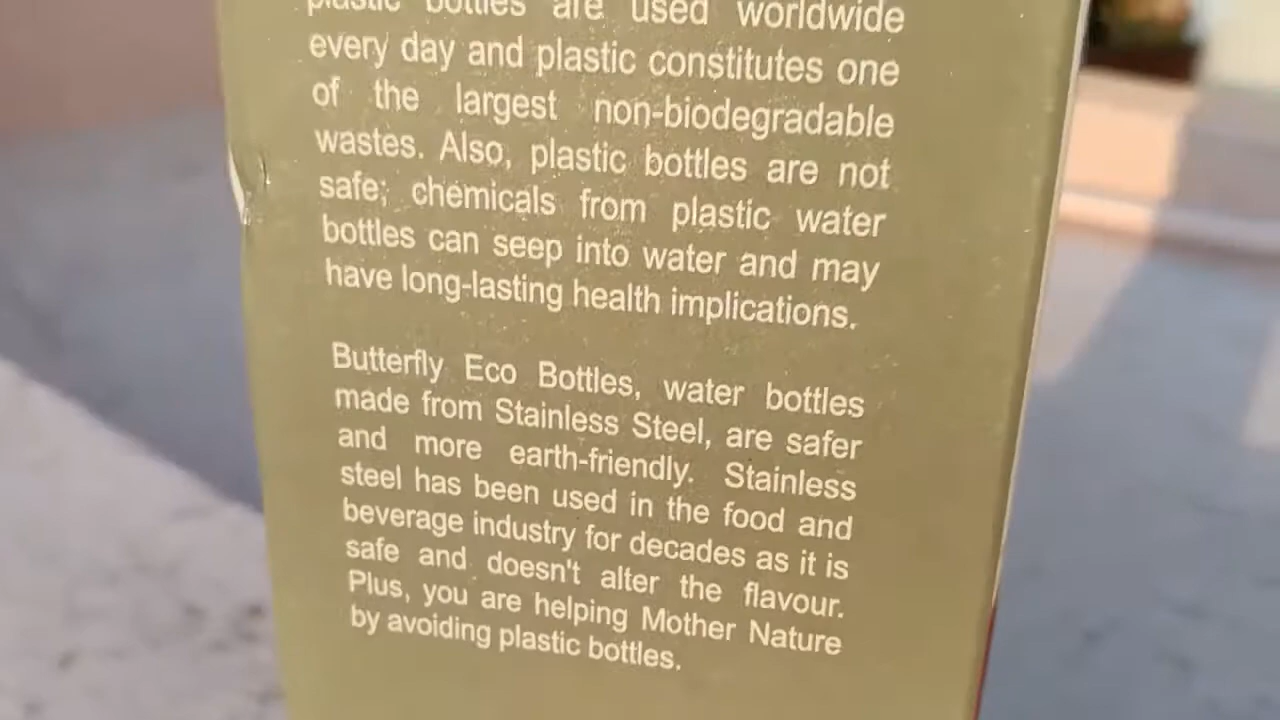 plastic bottles are used worldwide
every day and plastic constitutes one
of the largest non-biodegradable
wastes. Also, plastic bottles are not
safe; chemicals from plastic water
bottles can seep into water and may
have long-lasting health implications.
Butterfly Eco Bottles, water bottles
made from Stainless Steel, are safer
and more earth-friendly. Stainless
steel has been used in the food and
beverage industry for decades as it is
safe and doesn't alter the flavour.
Plus, you are helping Mother Nature
by avoiding plastic bottles.